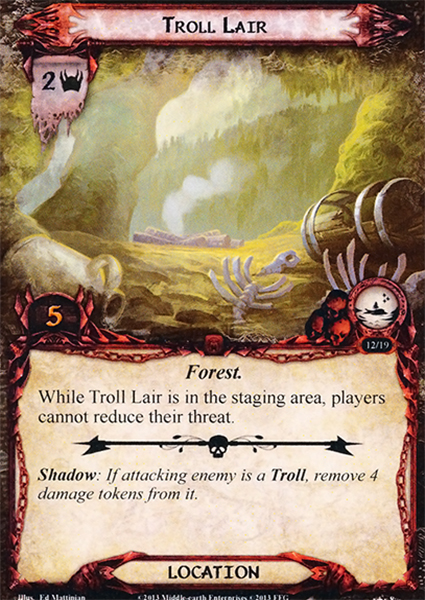 Troll Lair
2
5
12/19
Forest.
While Troll Lair is in the staging area, players
cannot reduce their threat.
Shadow: If attacking enemy is a Troll, remove 4
damage tokens from it.
LOCATION
Illus. Ed Mattinian
©2013 Middle-earth Enterprises ©2013 FFG